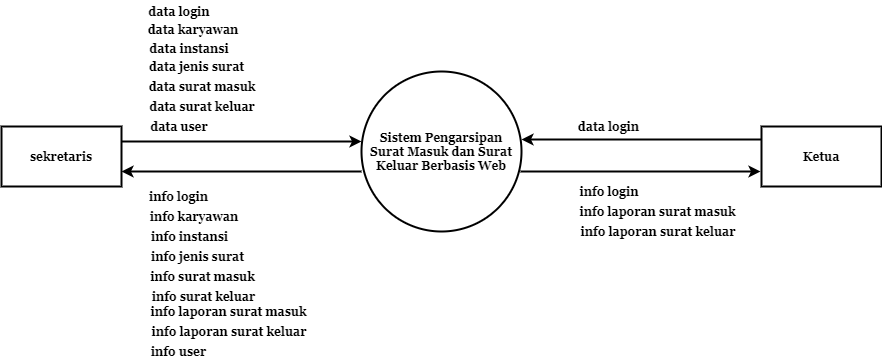 data login
data karyawan
data instansi
data jenis surat
data surat masuk
data surat keluar
data user
sekretaris
Sistem Pengarsipan
Surat Masuk dan Surat
Keluar Berbasis Web
data login
Ketua
info login
info karyawan
info instansi
info jenis surat
info surat masuk
info surat keluar
info laporan surat masuk
info laporan surat keluar
info user
info login
info laporan surat masuk
info laporan surat keluar